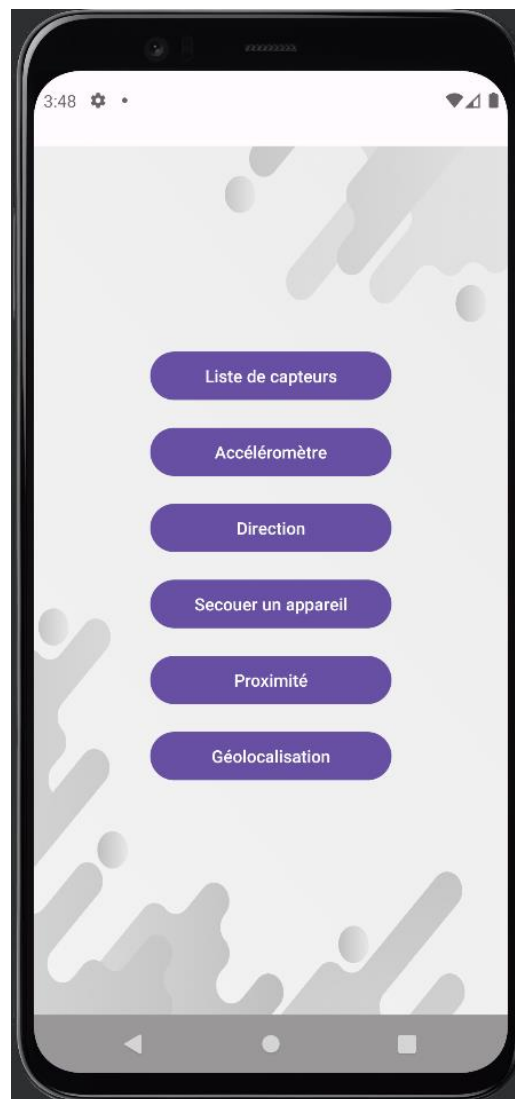 3:48
Liste de capteurs
Accéléromètre
Direction
Secouer un appareil
Proximité
Géolocalisation